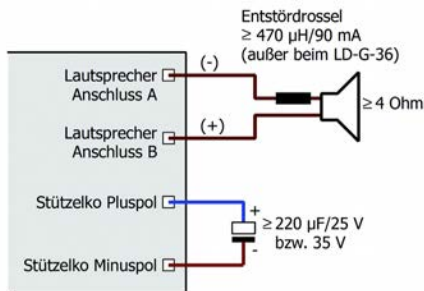 Entstördrossel
≥ 470 µH/90 mA
(außer beim LD-G-36)
Lautsprecher
Anschluss A
(-)
≥ 4 Ohm
Lautsprecher
Anschluss B
(+)
Stützelko Pluspol
+
≥ 220 µF/25 V
bzw. 35 V
-
Stützelko Minuspol